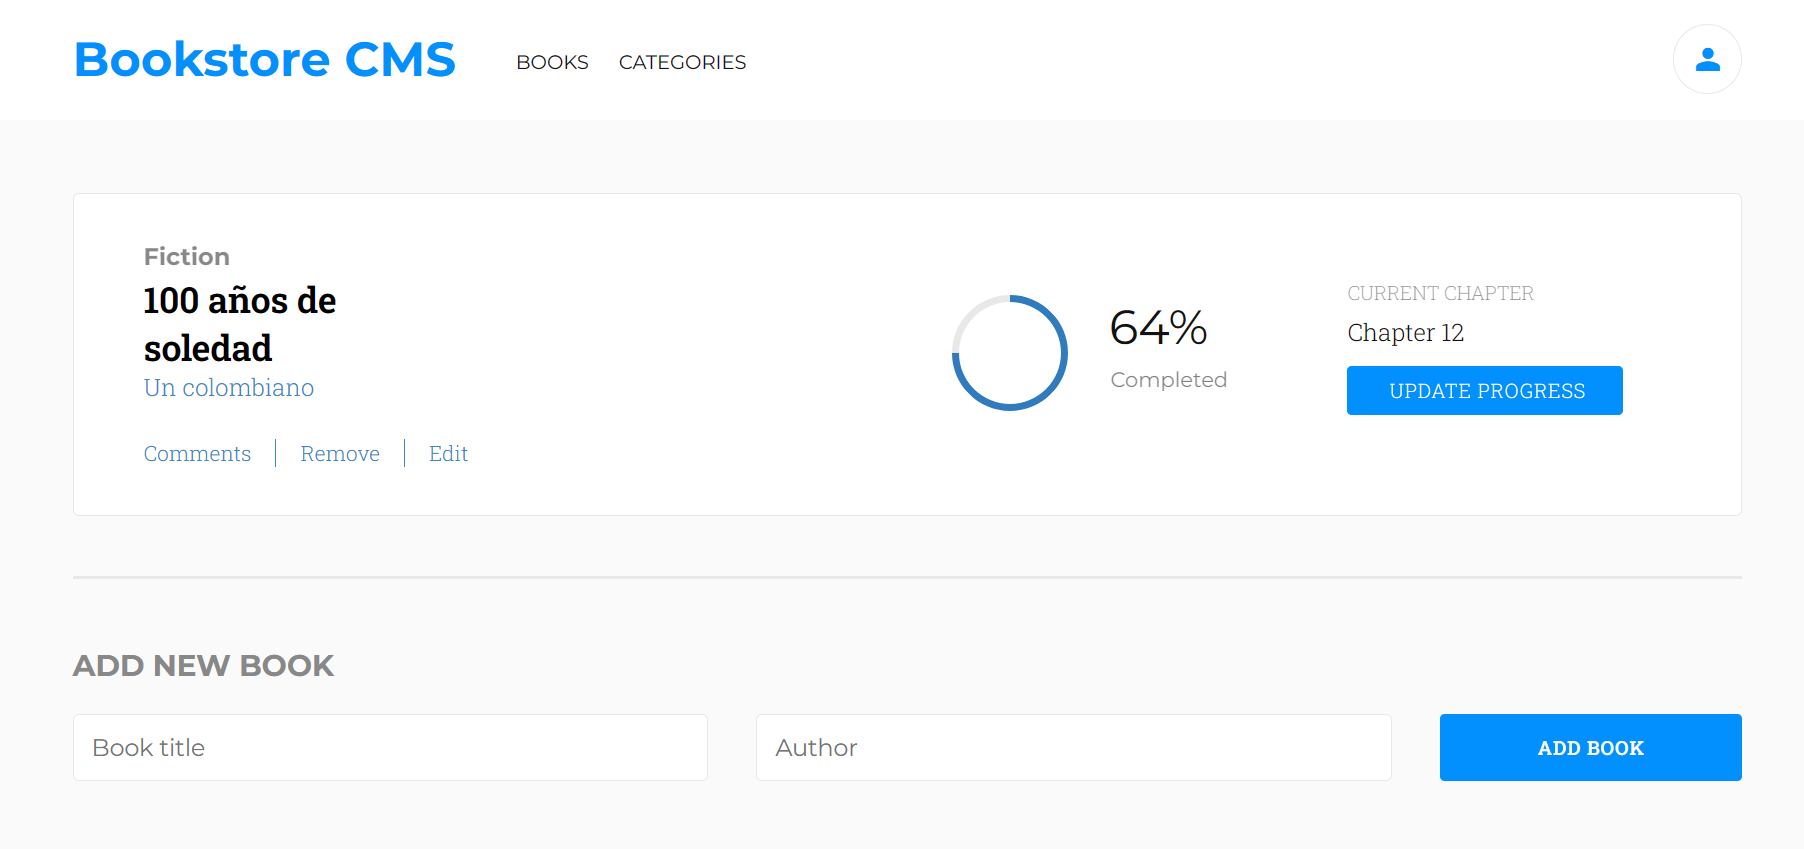 Bookstore CMS
BOOKS
CATEGORIES
Fiction
100 años de
soledad
Un colombiano
Comments
Remove
Edit
64%
Completed
CURRENT CHAPTER
Chapter 12
UPDATE PROGRESS
ADD NEW BOOK
Book title
Author
ADD BOOK